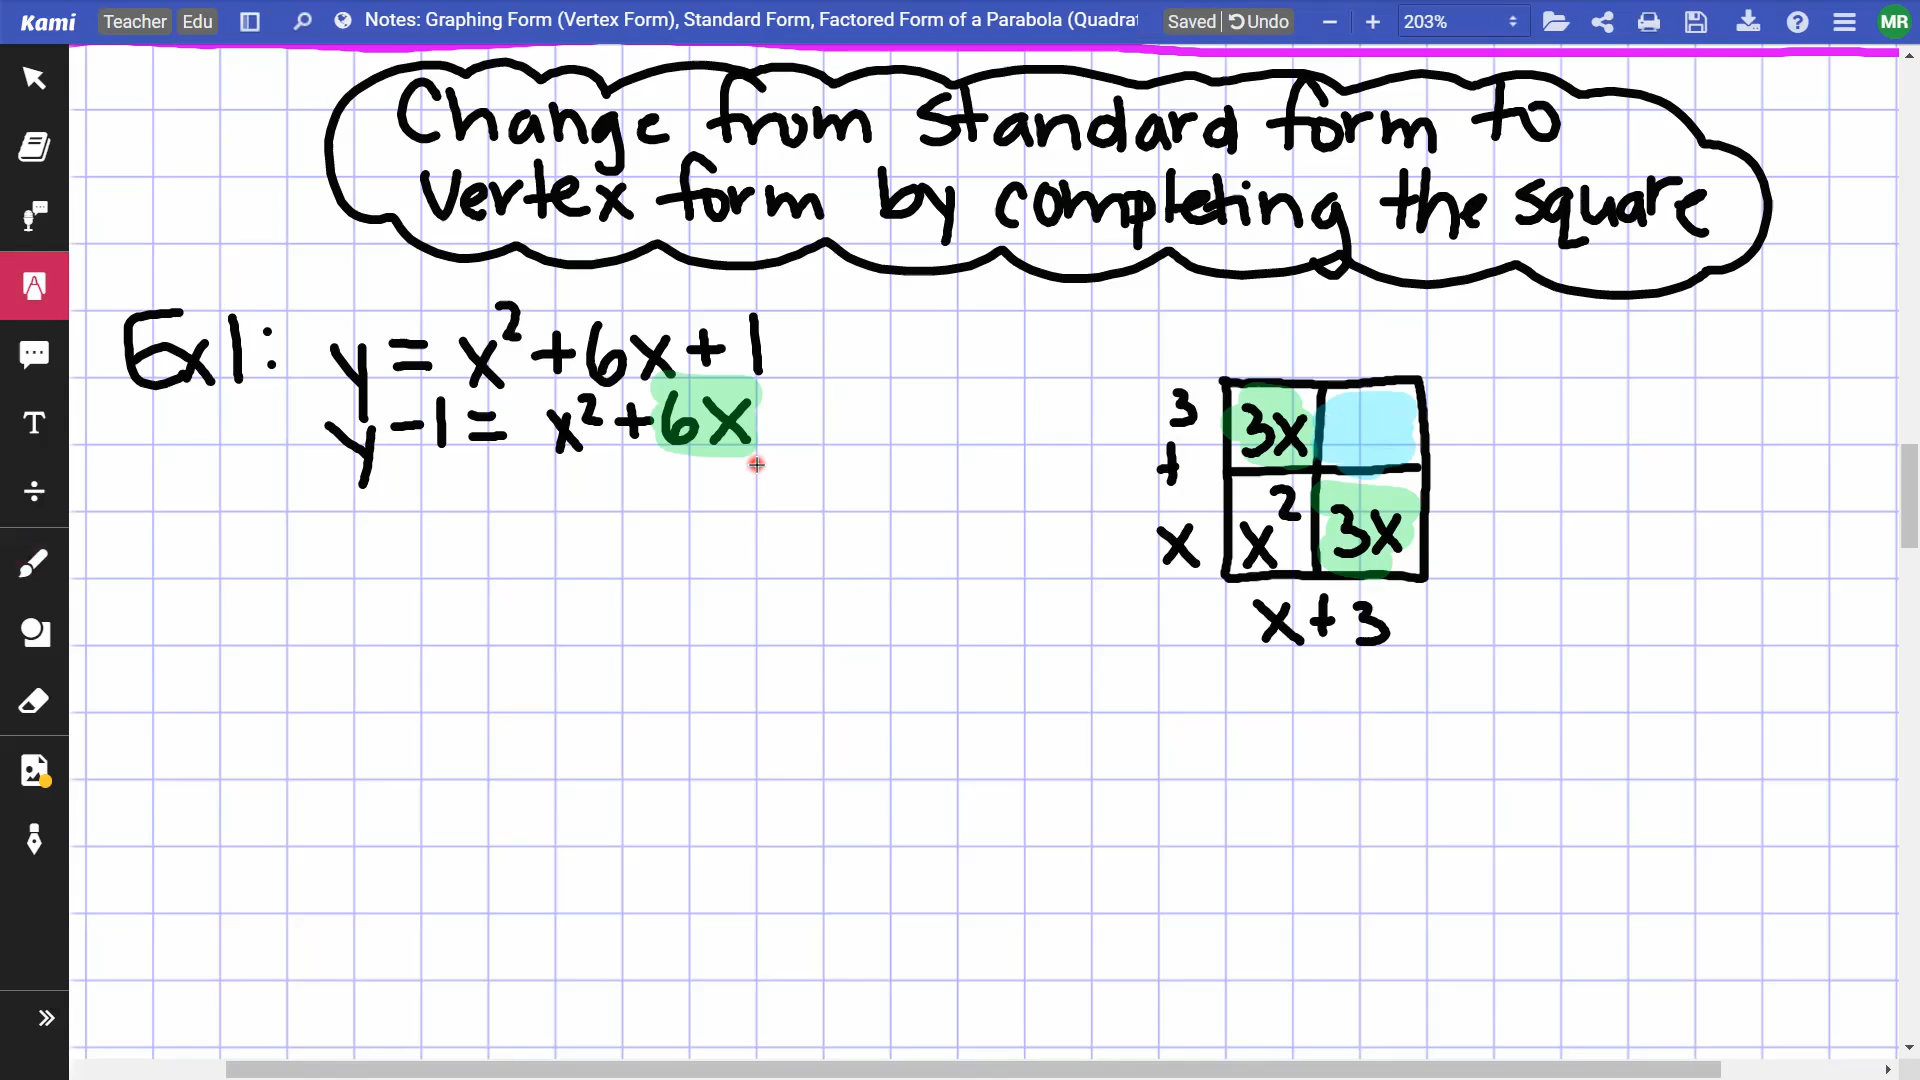 Kami Teacher Edu Notes: Graphing Form (Vertex Form), Standard Form, Factored Form of a Parabola (Quadra Saved Undo 203% MR
Change from standard form to
vertex form by completing the square
Ex1: y = x² + 6x + 1
y - 1 = x² + 6x
3 3x
+
x x² 3x
x + 3